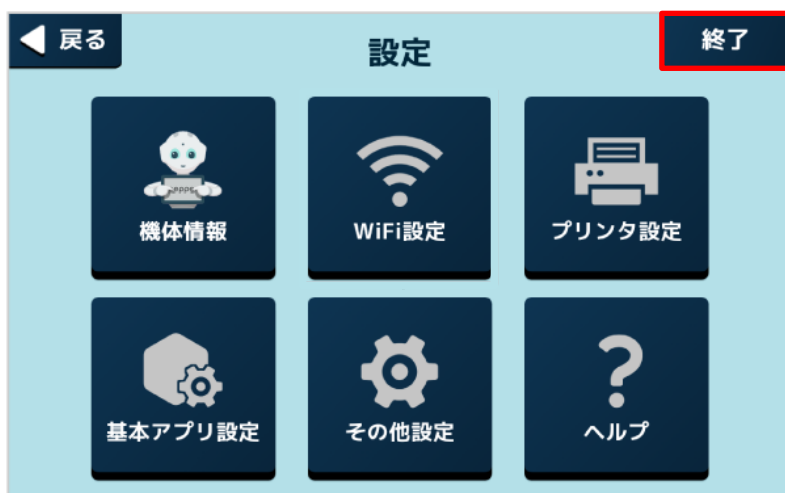 戻る
設定
終了
機体情報
WiFi設定
プリンタ設定
基本アプリ設定
その他設定
ヘルプ